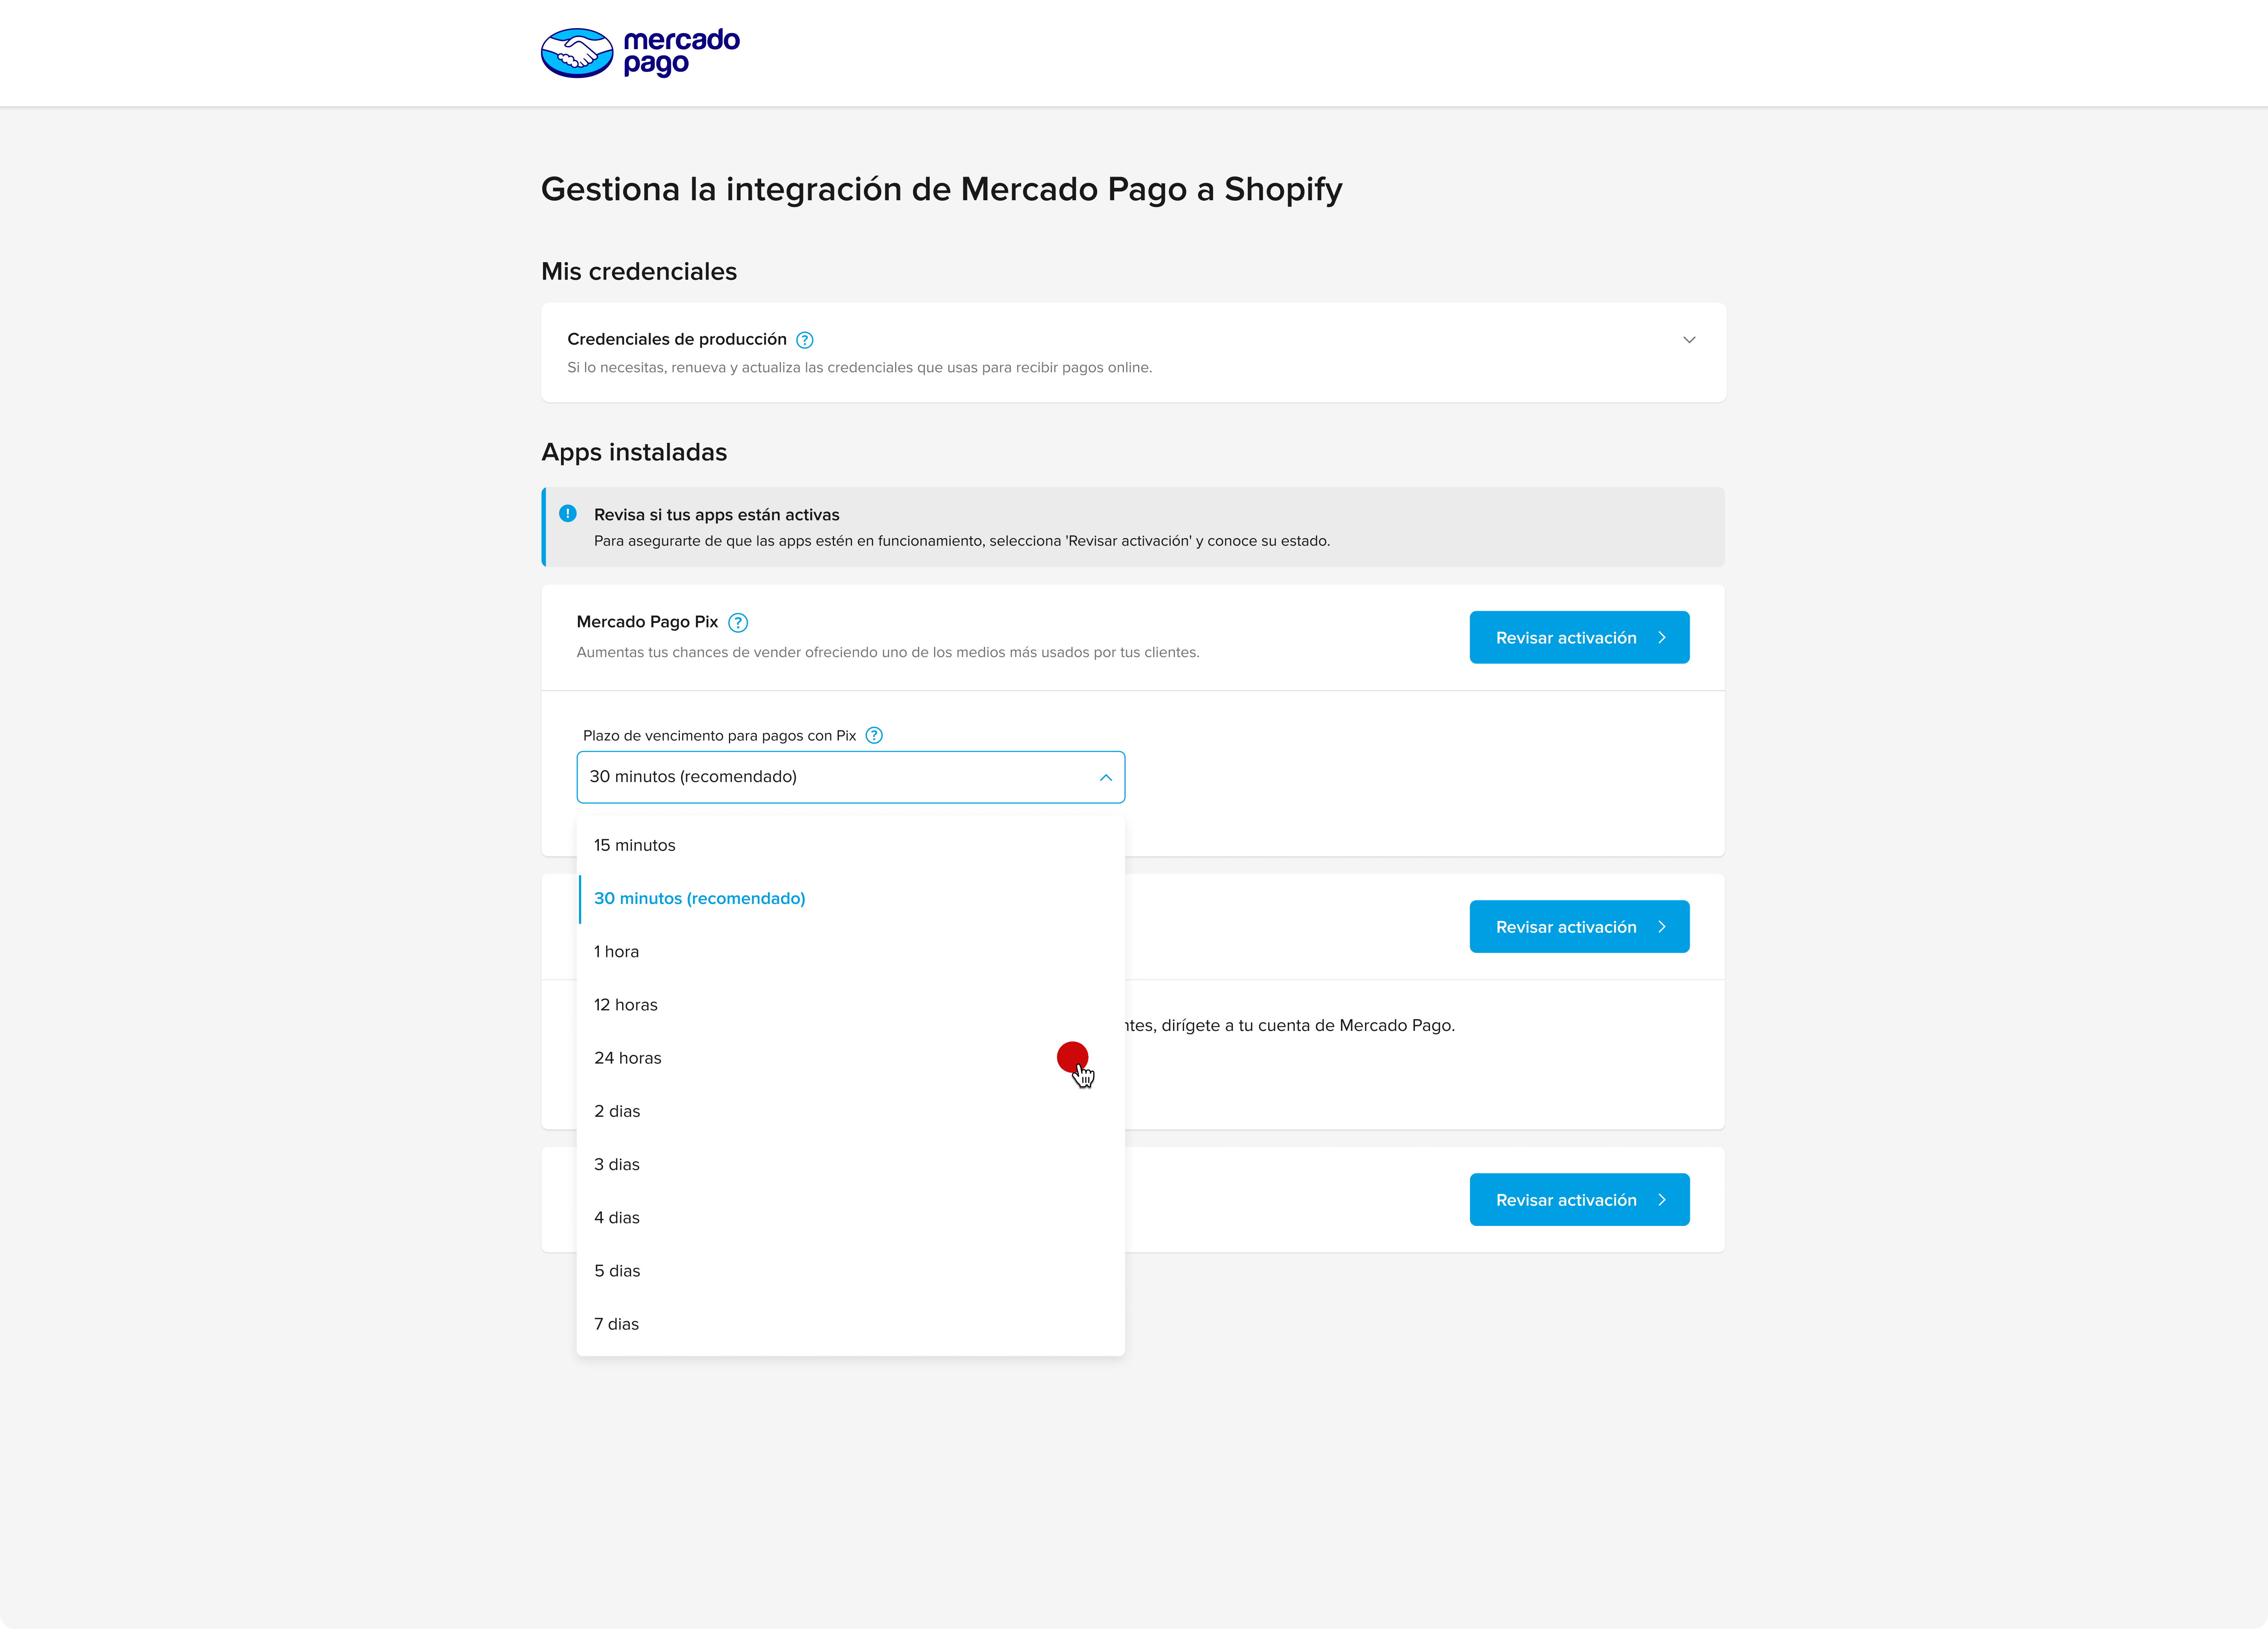 mercado
pago
Gestiona la integración de Mercado Pago a Shopify
Mis credenciales
Credenciales de producción ?
Si lo necesitas, renueva y actualiza las credenciales que usas para recibir pagos online.
Apps instaladas
! Revisa si tus apps están activas
Para asegurarte de que las apps estén en funcionamiento, selecciona 'Revisar activación' y conoce su estado.
Mercado Pago Pix ?
Aumentas tus chances de vender ofreciendo uno de los medios más usados por tus clientes.
Revisar activación
Plazo de vencimento para pagos con Pix ?
30 minutos (recomendado)
15 minutos
30 minutos (recomendado)
Revisar activación
1 hora
12 horas
dirígete a tu cuenta de Mercado Pago.
24 horas
2 dias
3 dias
Revisar activación
4 dias
5 dias
7 dias